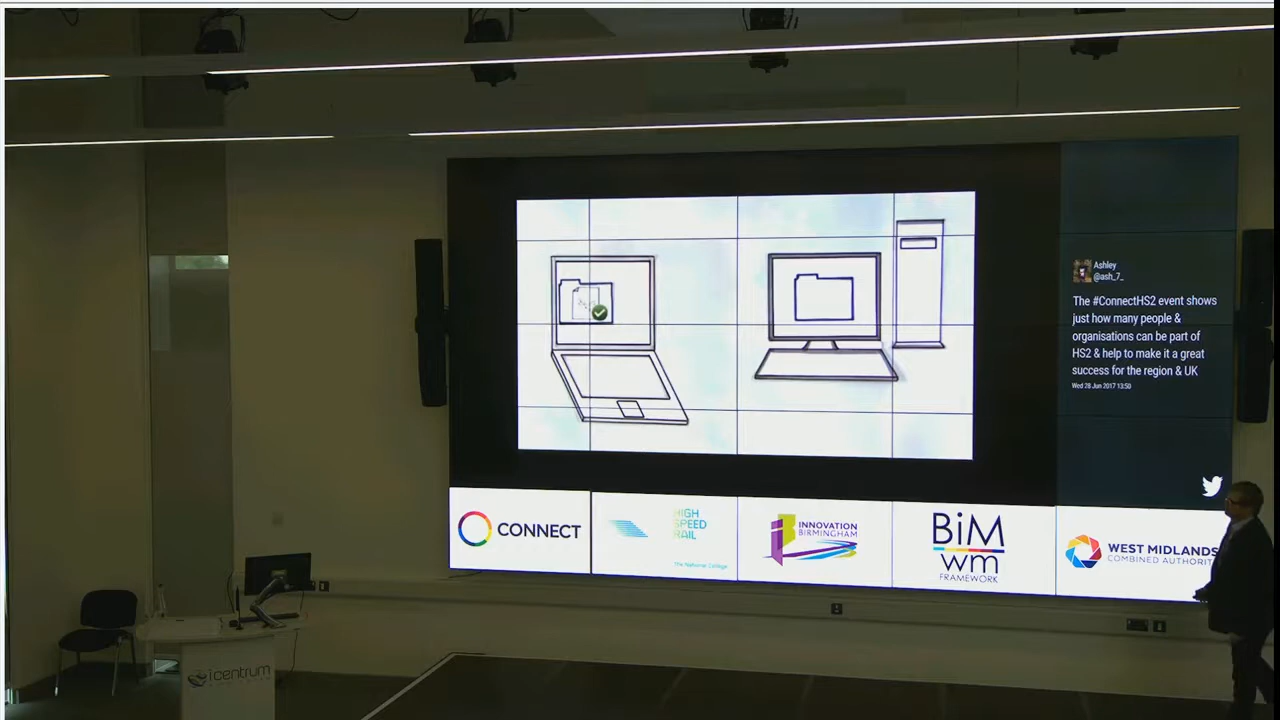 Ashley
@ash_7_
The #ConnectHS2 event shows
just how many people &
organisations can be part of
HS2 & help to make it a great
success for the region & UK
Wed 28 Jun 2017 13:50
CONNECT
HIGH
SPEED
RAIL
The National College
INNOVATION
BIRMINGHAM
BiM
wm
FRAMEWORK
WEST MIDLANDS
COMBINED AUTHORIT
icentrum